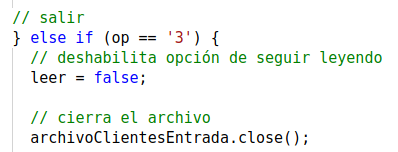 // salir
} else if (op == '3') {
// deshabilita opción de seguir leyendo
leer = false;
// cierra el archivo
archivoClientesEntrada.close();